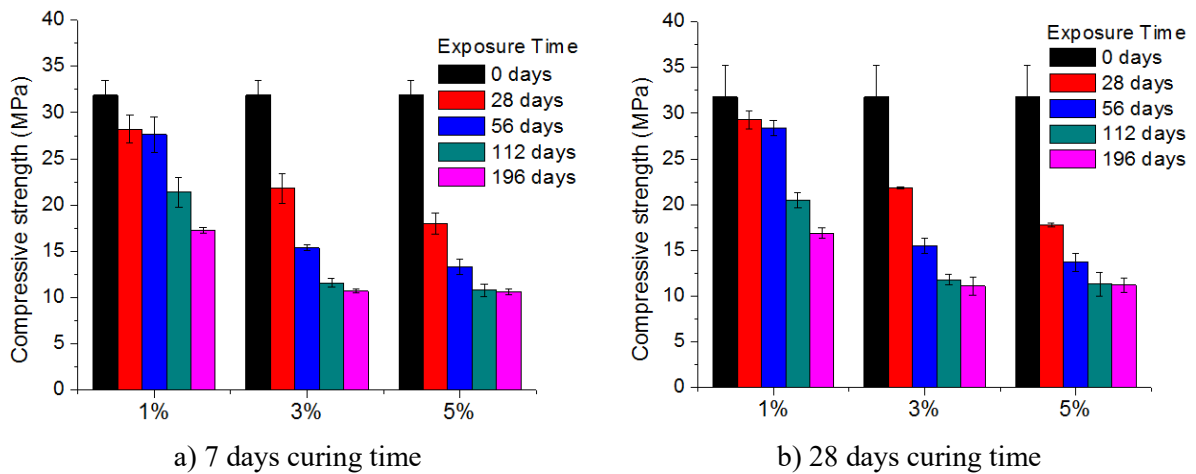 40
35
30
25
20
15
10
5
0
Compressive strength (MPa)
Exposure Time
0 days
28 days
56 days
112 days
196 days
1% 3% 5%
a) 7 days curing time
40
35
30
25
20
15
10
5
0
Compressive strength (MPa)
Exposure Time
0 days
28 days
56 days
112 days
196 days
1% 3% 5%
b) 28 days curing time